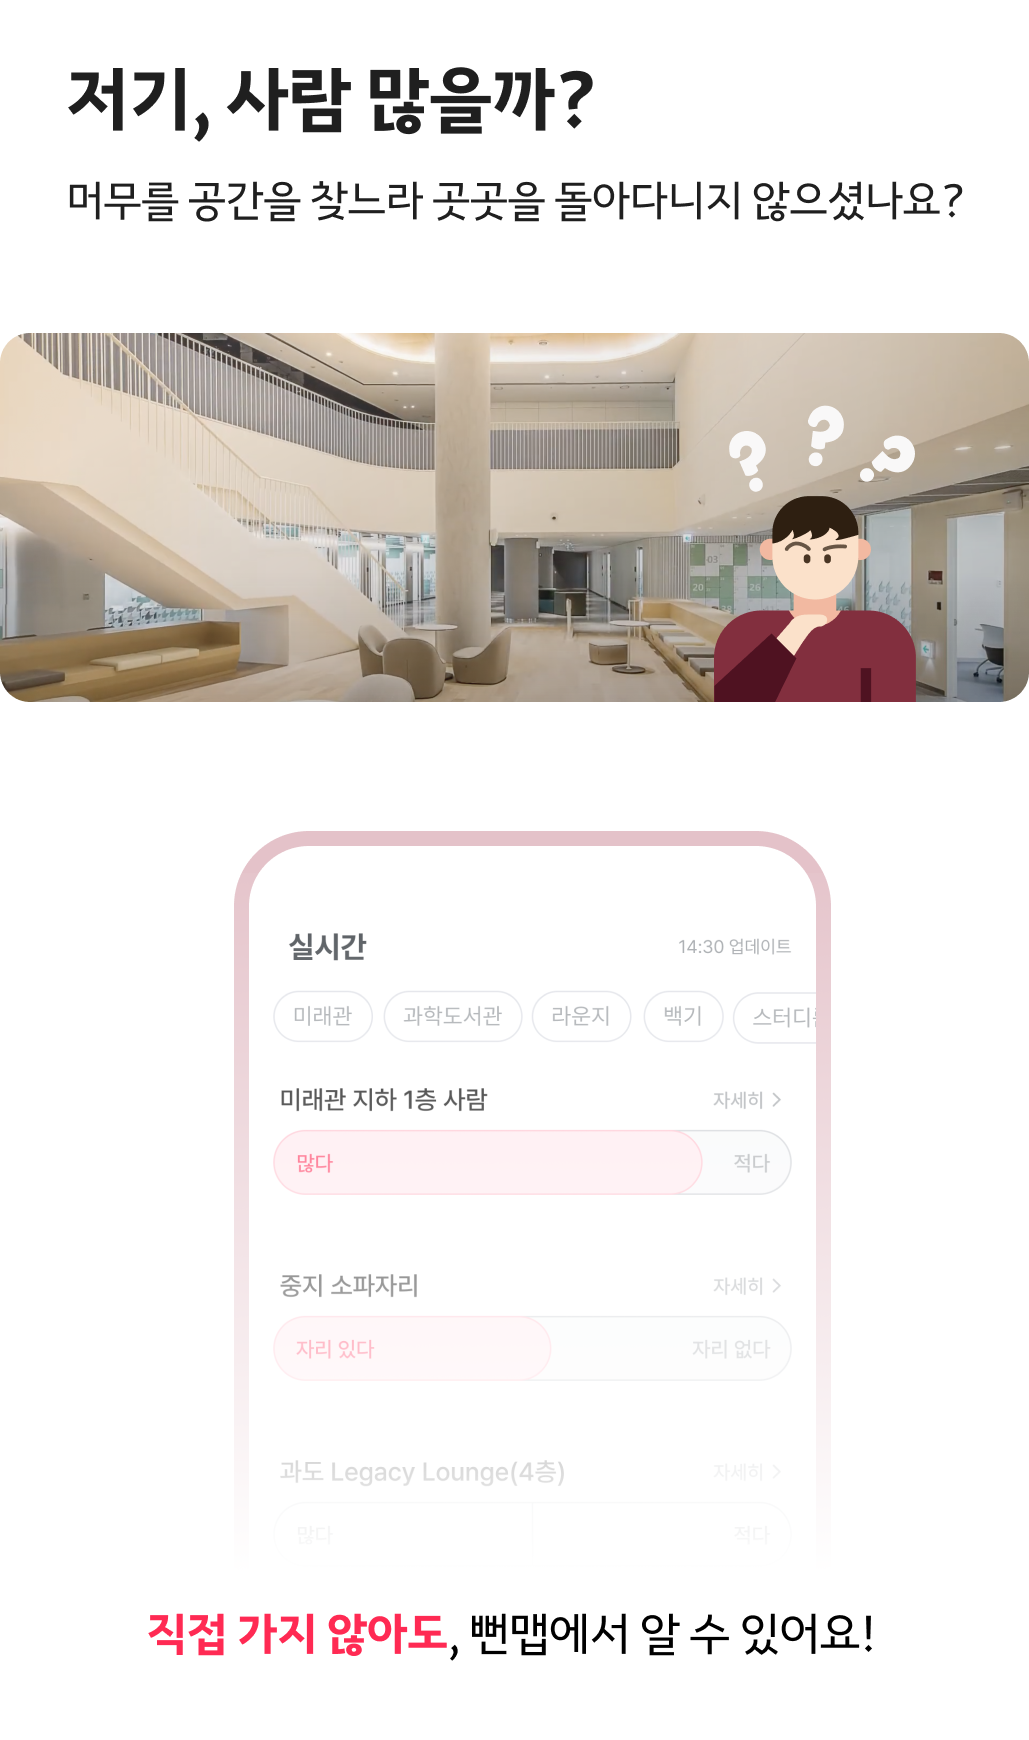 저기, 사람 많을까?
머무를 공간을 찾느라 곳곳을 돌아다니지 않으셨나요?
? ? ?
03
20
실시간
14:30 업데이트
미래관 과학도서관 라운지 백기 스터디
미래관 지하 1층 사람
자세히 >
많다
적다
중지 소파자리
자세히 >
자리 있다
자리 없다
과도 Legacy Lounge(4층)
자세히 >
많다
적다
직접 가지 않아도, 뻔맵에서 알 수 있어요!